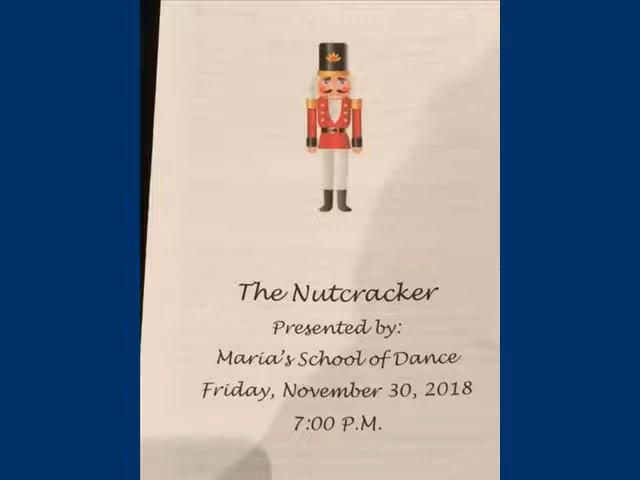 The Nutcracker
Presented by:
Maria's School of Dance
Friday, November 30, 2018
7:00 P.M.